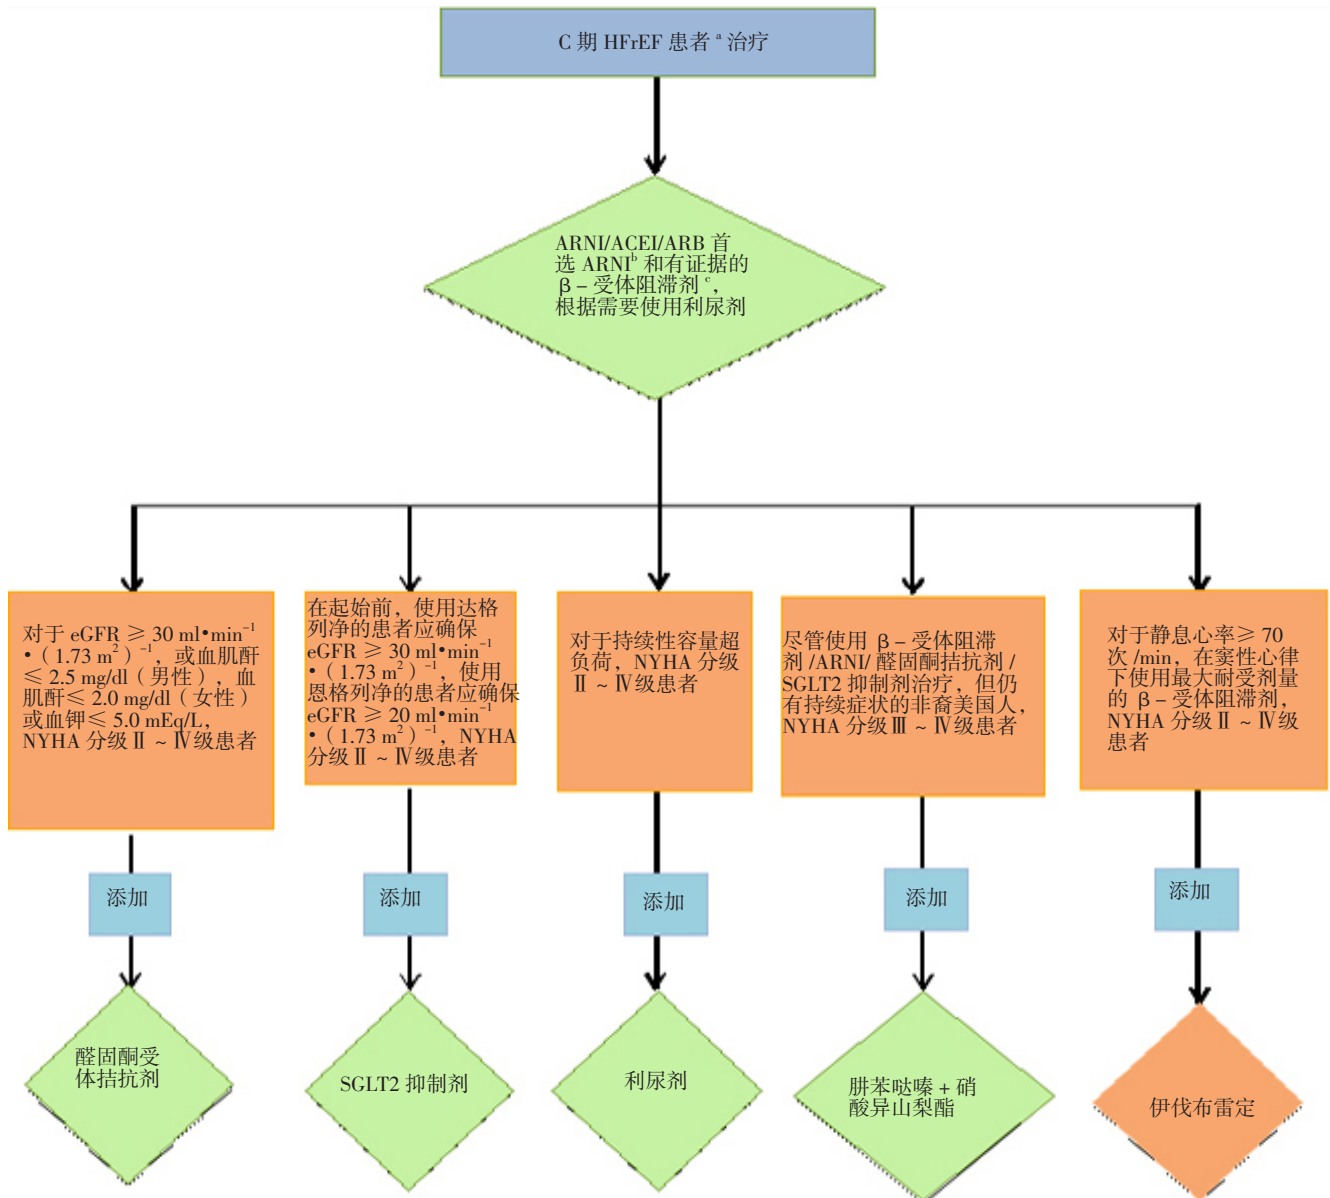 C 期 HFrEF 患者 ᵃ 治疗
ARNI/ACEI/ARB 首
选 ARNIᵇ 和有证据的
β – 受体阻滞剂 ᶜ，
根据需要使用利尿剂
对于 eGFR ≥ 30 ml•min⁻¹
•（1.73 m²）⁻¹，或血肌酐
≤ 2.5 mg/dl（男性），血
肌酐≤ 2.0 mg/dl（女性）
或血钾≤ 5.0 mEq/L，
NYHA 分级Ⅱ ~ Ⅳ级患者
在起始前，使用达格
列净的患者应确保
eGFR ≥ 30 ml•min⁻¹
•（1.73 m²）⁻¹，使用
恩格列净的患者应确保
eGFR ≥ 20 ml•min⁻¹
•（1.73 m²）⁻¹，NYHA
分级Ⅱ ~ Ⅳ级患者
对于持续性容量超
负荷，NYHA 分级
Ⅱ ~ Ⅳ级患者
尽管使用 β – 受体阻滞
剂 /ARNI/ 醛固酮拮抗剂 /
SGLT2 抑制剂治疗，但仍
有持续症状的非裔美国人，
NYHA 分级Ⅲ ~ Ⅳ级患者
对于静息心率≥ 70
次 /min，在窦性心律
下使用最大耐受剂量
的 β – 受体阻滞剂，
NYHA 分级Ⅱ ~ Ⅳ级
患者
添加
添加
添加
添加
添加
醛固酮受
体拮抗剂
SGLT2 抑制剂
利尿剂
肼苯哒嗪 + 硝
酸异山梨酯
伊伐布雷定